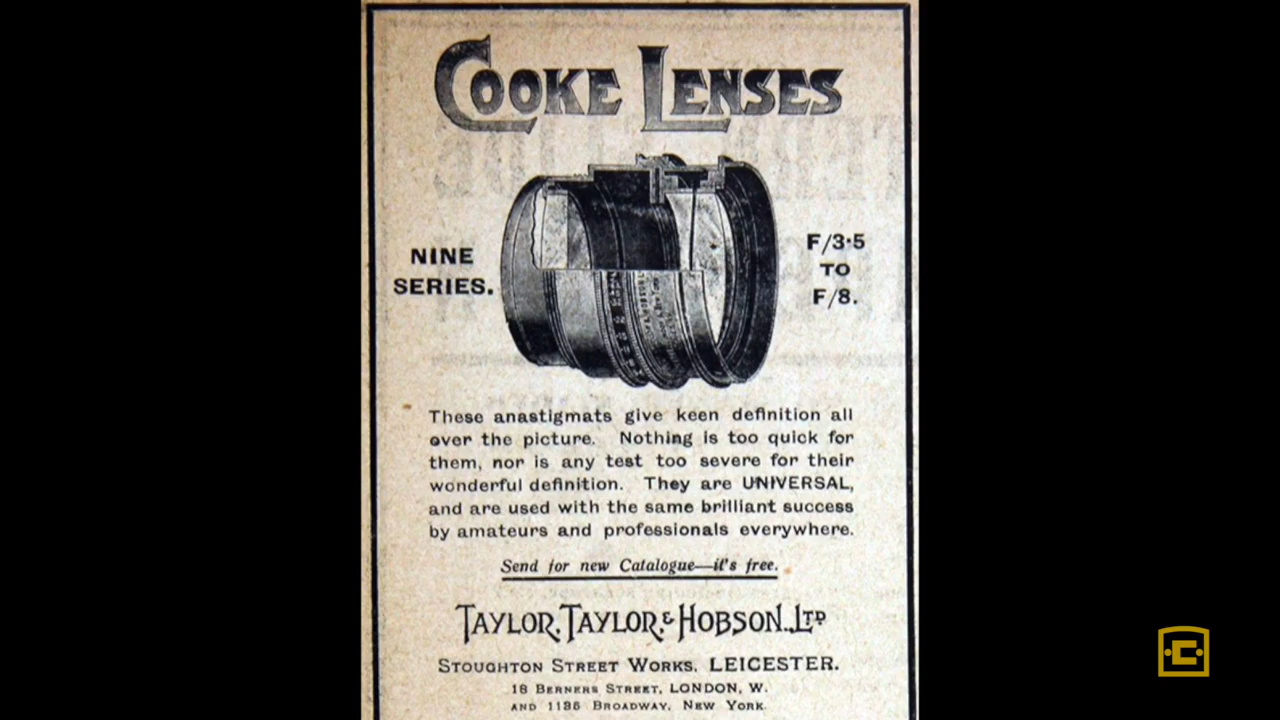 COOKE LENSES
NINE
SERIES.
F/3·5
TO
F/8.
These anastigmats give keen definition all
over the picture. Nothing is too quick for
them, nor is any test too severe for their
wonderful definition. They are UNIVERSAL,
and are used with the same brilliant success
by amateurs and professionals everywhere.
Send for new Catalogue—it's free.
TAYLOR, TAYLOR, & HOBSON, LTD
STOUGHTON STREET WORKS, LEICESTER.
18 BERNERS STREET, LONDON, W.
AND 1135 BROADWAY, NEW YORK.